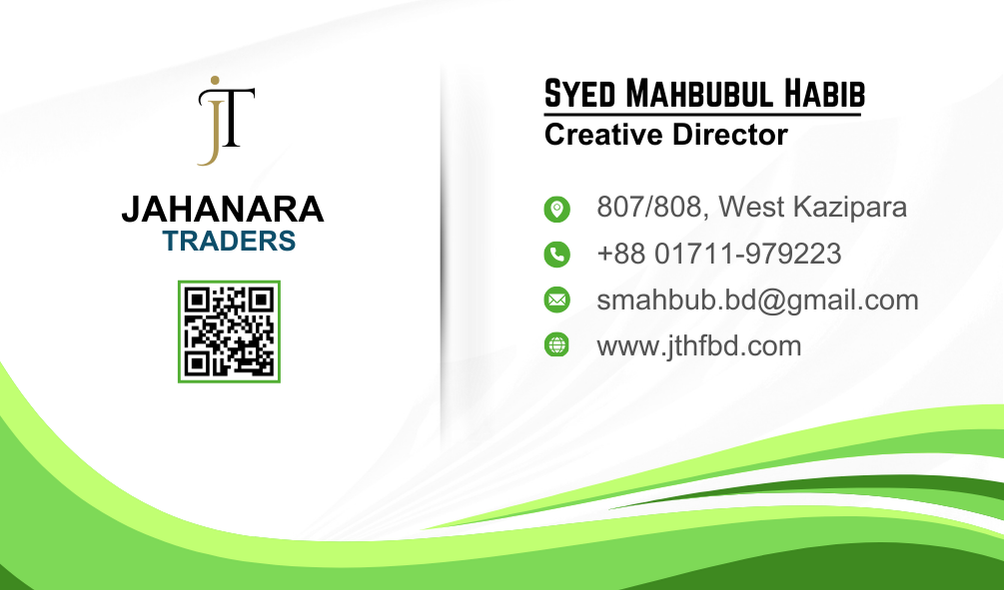 jT
JAHANARA
TRADERS
SYED MAHBUBUL HABIB
Creative Director
807/808, West Kazipara
+88 01711-979223
smahbub.bd@gmail.com
www.jthfbd.com